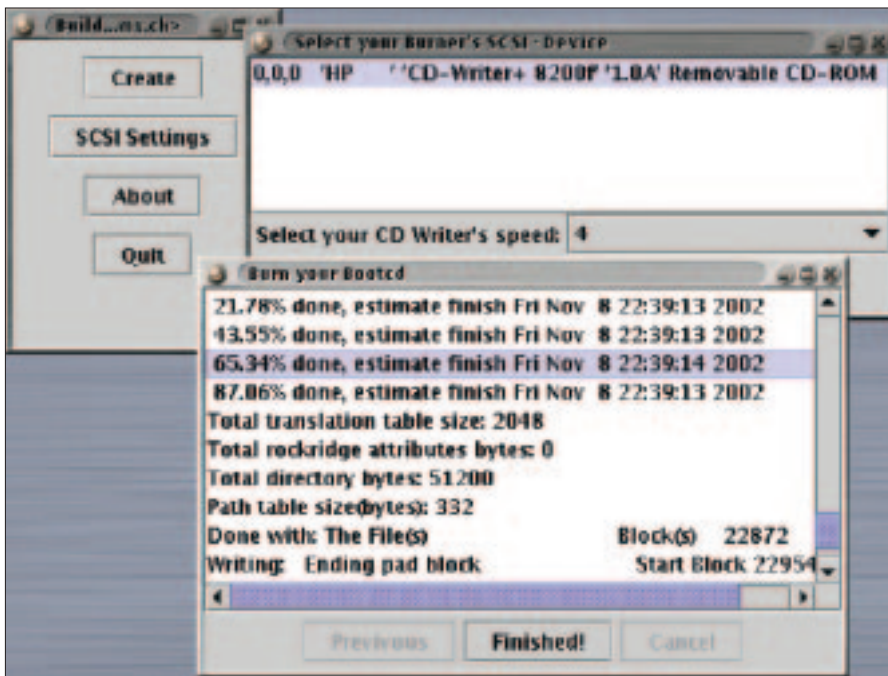 Build...ms.ch>
Create
SCSI Settings
About
Quit
Select your Burner's SCSI-Device
0,0,0 'HP ' 'CD-Writer+ 8200 '1.0A' Removable CD-ROM
Select your CD Writer's speed: 4
Burn your Bootcd
21.78% done, estimate finish Fri Nov 8 22:39:13 2002
43.55% done, estimate finish Fri Nov 8 22:39:13 2002
65.34% done, estimate finish Fri Nov 8 22:39:14 2002
87.06% done, estimate finish Fri Nov 8 22:39:13 2002
Total translation table size: 2048
Total rockridge attributes bytes: 0
Total directory bytes: 51200
Path table size(bytes): 332
Done with: The File(s) Block(s) 22872
Writing: Ending pad block Start Block 22954
Previvous Finished! Cancel